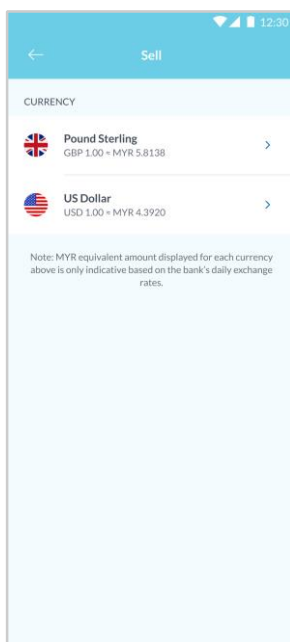 12:30
Sell
CURRENCY
Pound Sterling
GBP 1.00 = MYR 5.8138
US Dollar
USD 1.00 = MYR 4.3920
Note: MYR equivalent amount displayed for each currency
above is only indicative based on the bank's daily exchange
rates.